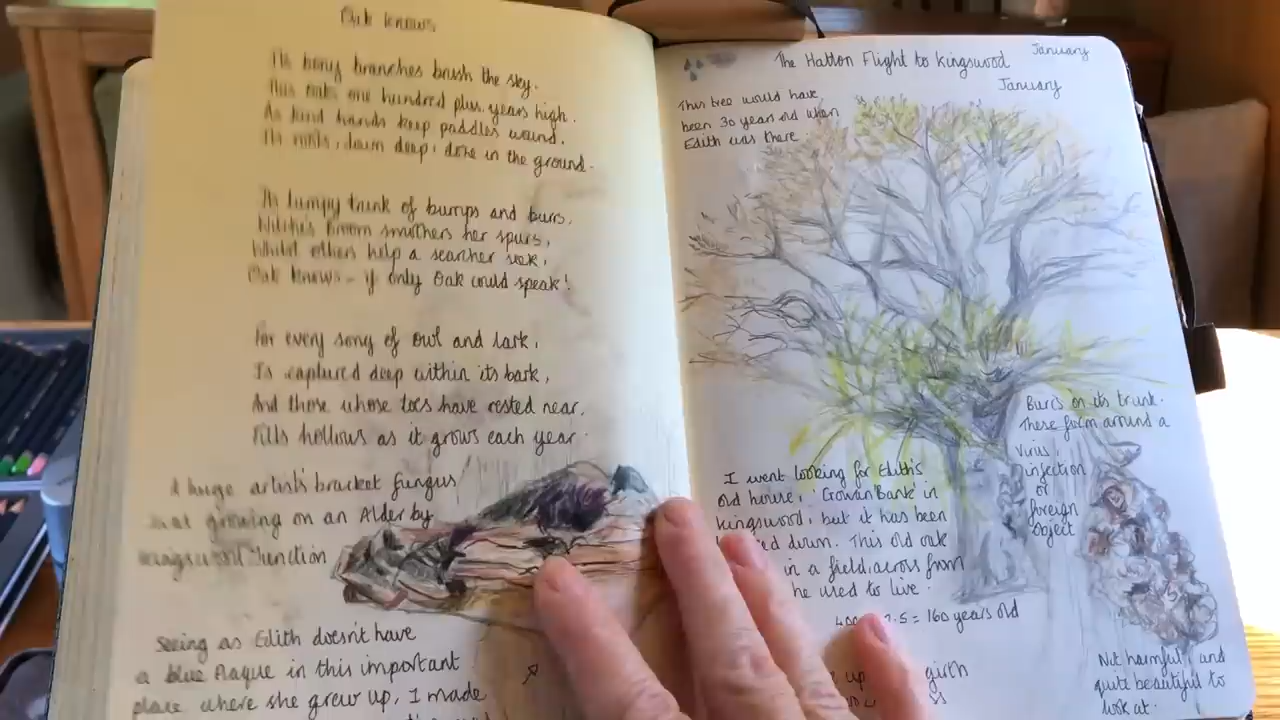 Oak knows
Its bony branches brush the sky.
This oak one hundred plus years high.
As kind hands keep paddles wound,
Its roots, down deep, doze in the ground.
Its lumpy trunk of bumps and burrs,
Witche's broom smothers her spurs,
Whilst others help a searcher seek,
Oak knows - if only Oak could speak!
For every song of owl and lark,
Is captured deep within its bark,
And those whose toes have rested near,
Fills hollows as it grows each year.
A huge artist's bracket fungus
growing on an Alder by
Kingswood Junction
Seeing as Edith doesn't have
a blue Plaque in this important
place where she grew up, I made
January
The Hatton Flight to Kingswood
January
This tree would have
been 30 years old when
Edith was there.
Burrs on its trunk.
These form around a
virus,
injection
or
foreign
object
I went looking for Edith's
old house, 'Gowan Bank' in
Kingswood, but it has been
down. This old oak
in a field across from
he used to live.
.5 = 160 years old
up
girth
Not harmful, and
quite beautiful to
look at.